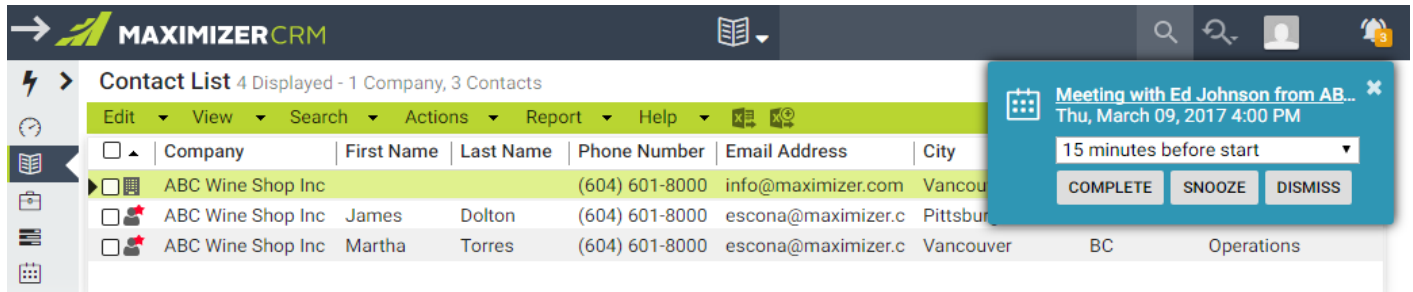 MAXIMIZERCRM
3
Contact List 4 Displayed - 1 Company, 3 Contacts
Meeting with Ed Johnson from AB...
Thu, March 09, 2017 4:00 PM
15 minutes before start
COMPLETE SNOOZE DISMISS
Edit View Search Actions Report Help
Company First Name Last Name Phone Number Email Address City
ABC Wine Shop Inc (604) 601-8000 info@maximizer.com Vancou
ABC Wine Shop Inc James Dolton (604) 601-8000 escona@maximizer.c Pittsburg
ABC Wine Shop Inc Martha Torres (604) 601-8000 escona@maximizer.c Vancouver BC Operations